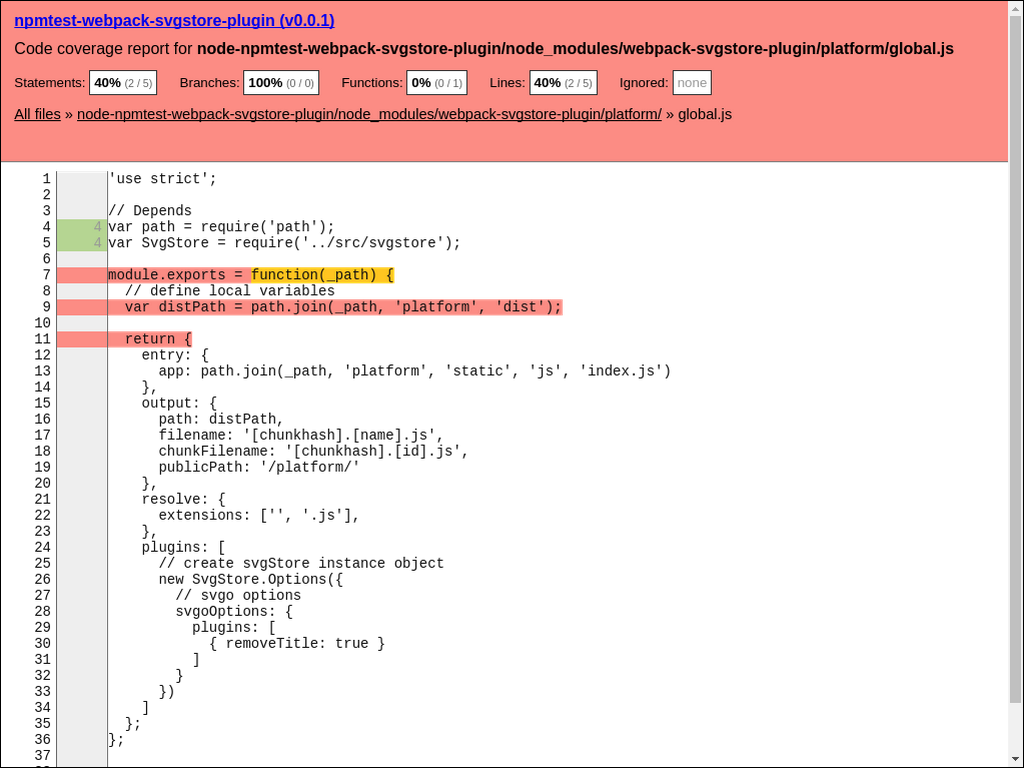 npmtest-webpack-svgstore-plugin (v0.0.1)
Code coverage report for node-npmtest-webpack-svgstore-plugin/node_modules/webpack-svgstore-plugin/platform/global.js
Statements: 40% (2 / 5) Branches: 100% (0 / 0) Functions: 0% (0 / 1) Lines: 40% (2 / 5) Ignored: none
All files » node-npmtest-webpack-svgstore-plugin/node_modules/webpack-svgstore-plugin/platform/ » global.js
1 'use strict';
2
3 // Depends
4 4 var path = require('path');
5 4 var SvgStore = require('../src/svgstore');
6
7 module.exports = function(_path) {
8 // define local variables
9 var distPath = path.join(_path, 'platform', 'dist');
10
11 return {
12 entry: {
13 app: path.join(_path, 'platform', 'static', 'js', 'index.js')
14 },
15 output: {
16 path: distPath,
17 filename: '[chunkhash].[name].js',
18 chunkFilename: '[chunkhash].[id].js',
19 publicPath: '/platform/'
20 },
21 resolve: {
22 extensions: ['', '.js'],
23 },
24 plugins: [
25 // create svgStore instance object
26 new SvgStore.Options({
27 // svgo options
28 svgoOptions: {
29 plugins: [
30 { removeTitle: true }
31 ]
32 }
33 })
34 ]
35 };
36 };
37